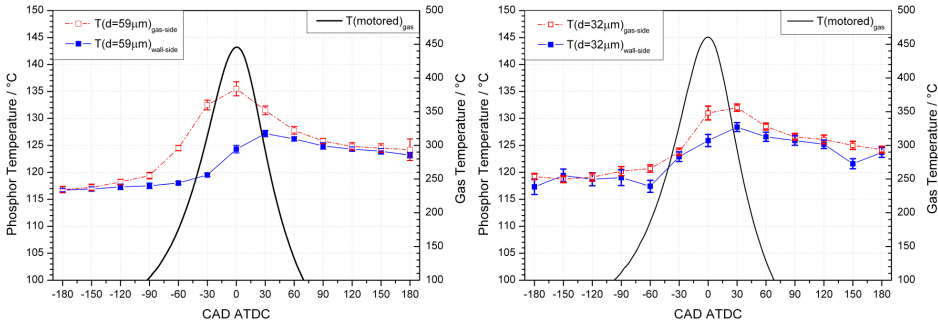 T(d=59μm)gas-side
T(d=59μm)wall-side
T(motored)gas
Phosphor Temperature / °C
150
145
140
135
130
125
120
115
110
105
100
500
450
400
350
300
250
200
150
100
Gas Temperature / °C
-180 -150 -120 -90 -60 -30 0 30 60 90 120 150 180
CAD ATDC
T(d=32μm)gas-side
T(d=32μm)wall-side
T(motored)gas
Phosphor Temperature / °C
150
145
140
135
130
125
120
115
110
105
100
500
450
400
350
300
250
200
150
100
Gas Temperature / °C
-180 -150 -120 -90 -60 -30 0 30 60 90 120 150 180
CAD ATDC